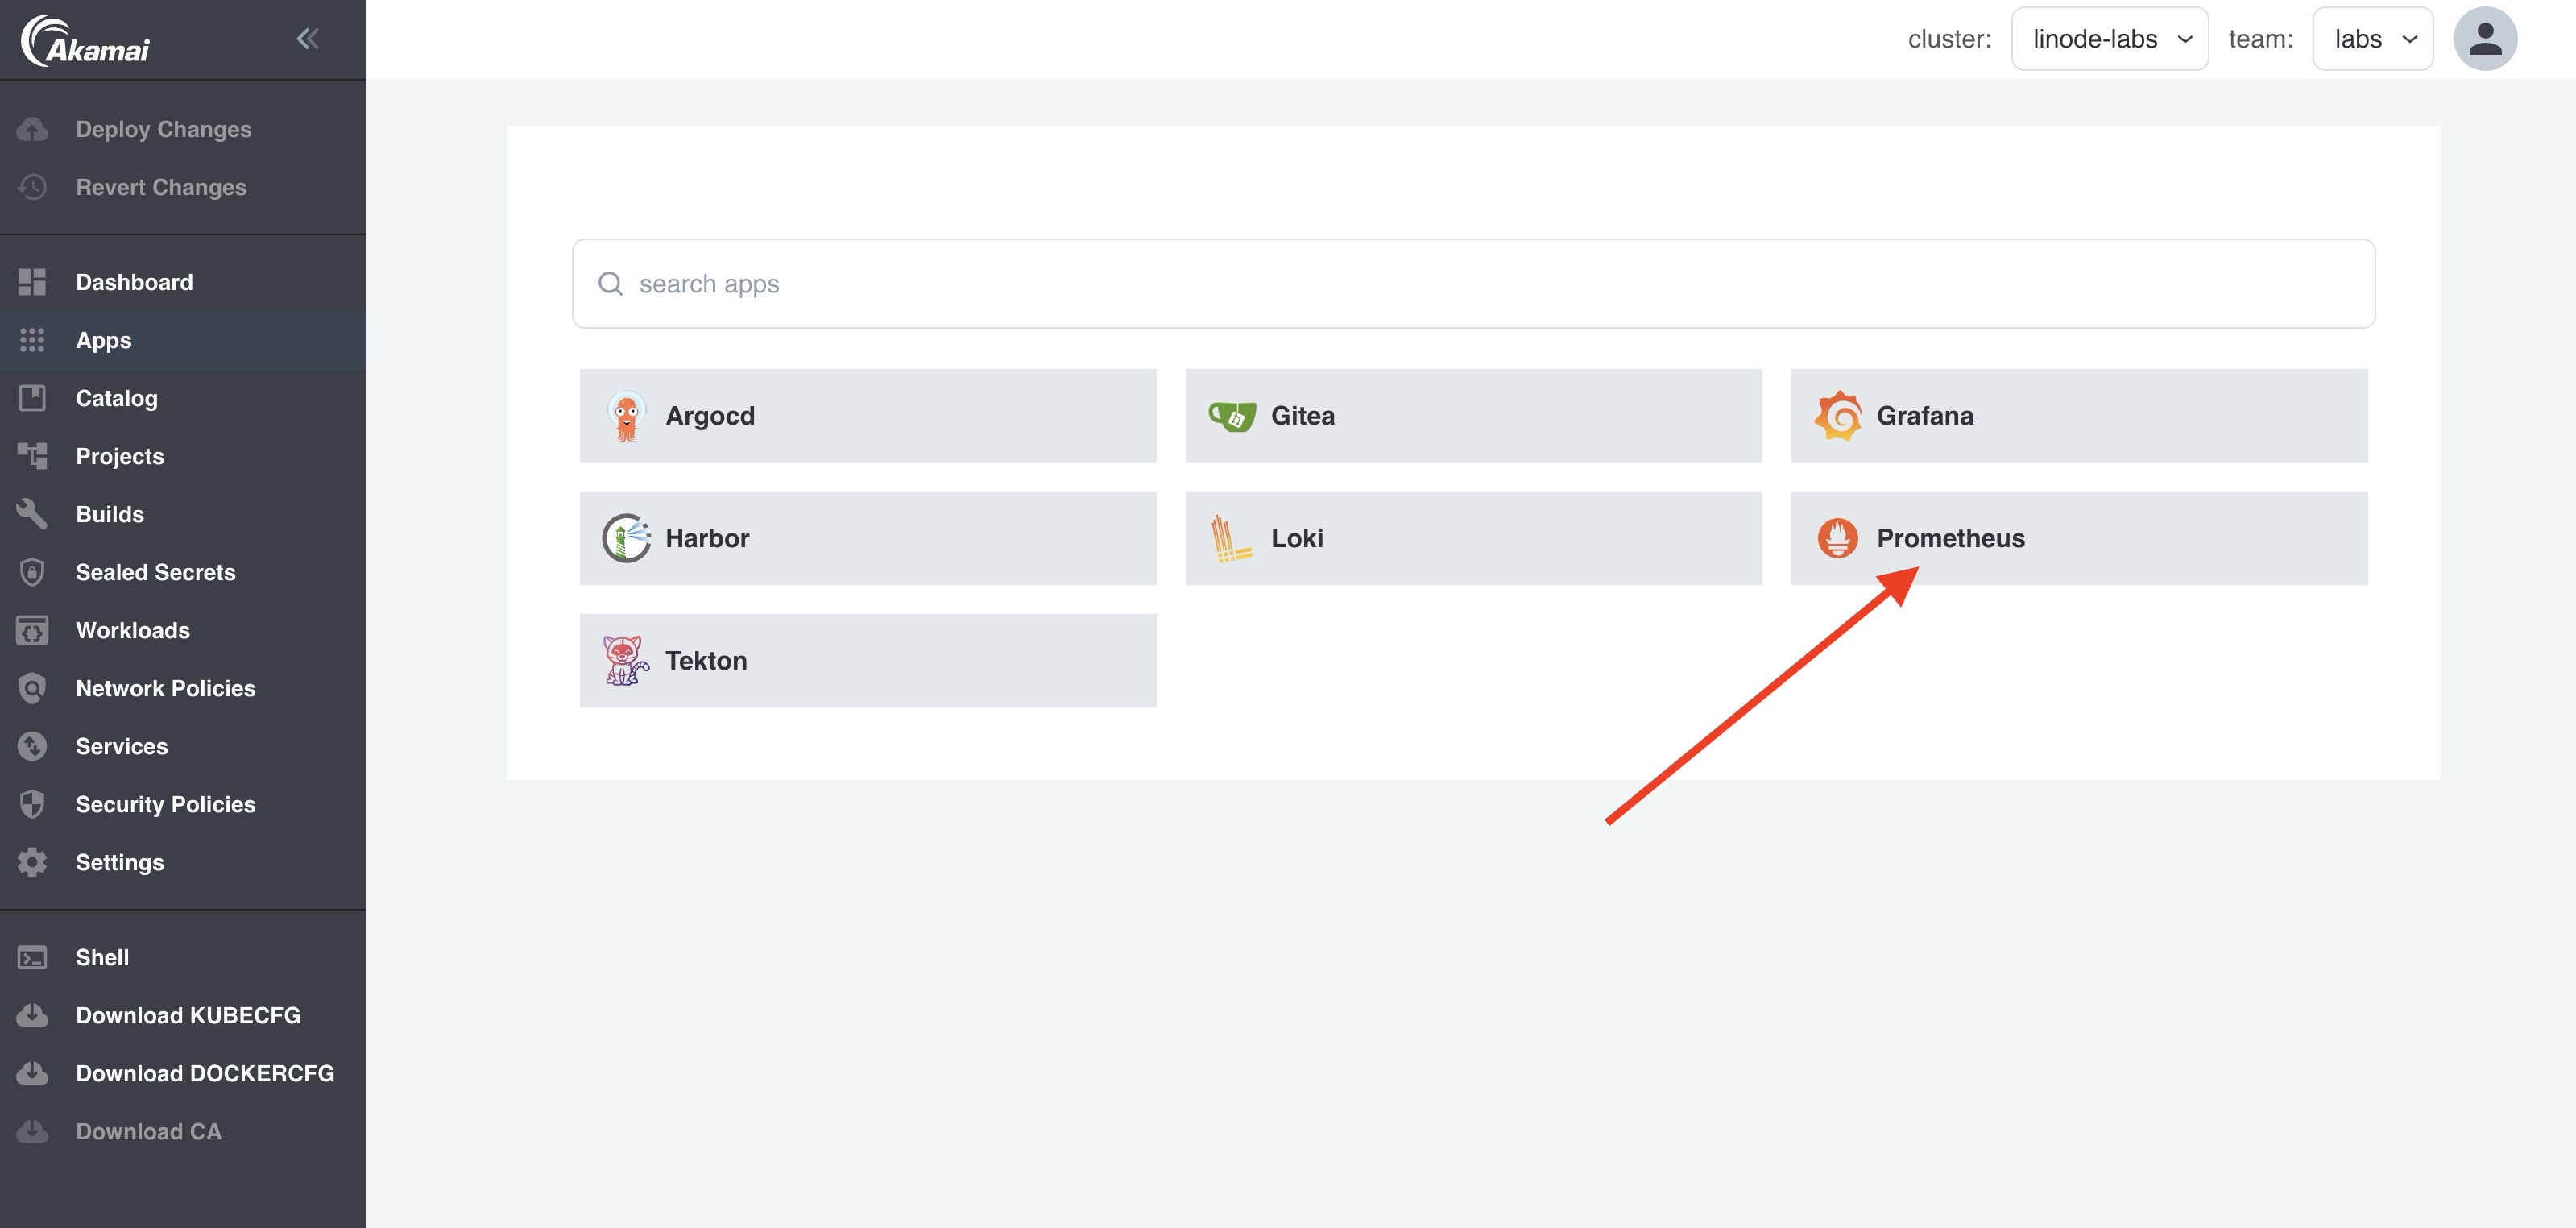 Akamai
cluster: linode-labs team: labs
Deploy Changes
Revert Changes
Dashboard
Apps
Catalog
Projects
Builds
Sealed Secrets
Workloads
Network Policies
Services
Security Policies
Settings
Shell
Download KUBECFG
Download DOCKERCFG
Download CA
search apps
Argocd
Gitea
Grafana
Harbor
Loki
Prometheus
Tekton